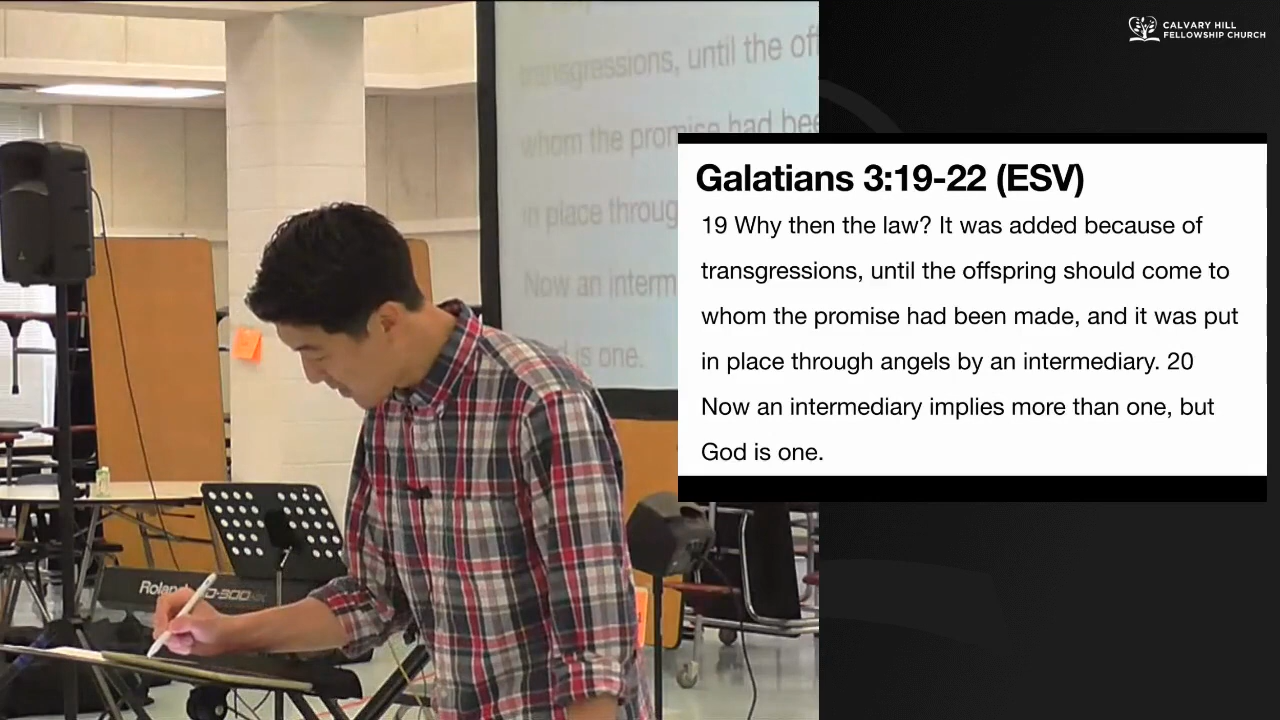 CALVARY HILL
FELLOWSHIP CHURCH
transgressions, until the of
whom the promise had bee
in place throug
Now an interm
is one.
Galatians 3:19-22 (ESV)
19 Why then the law? It was added because of
transgressions, until the offspring should come to
whom the promise had been made, and it was put
in place through angels by an intermediary. 20
Now an intermediary implies more than one, but
God is one.
Roland